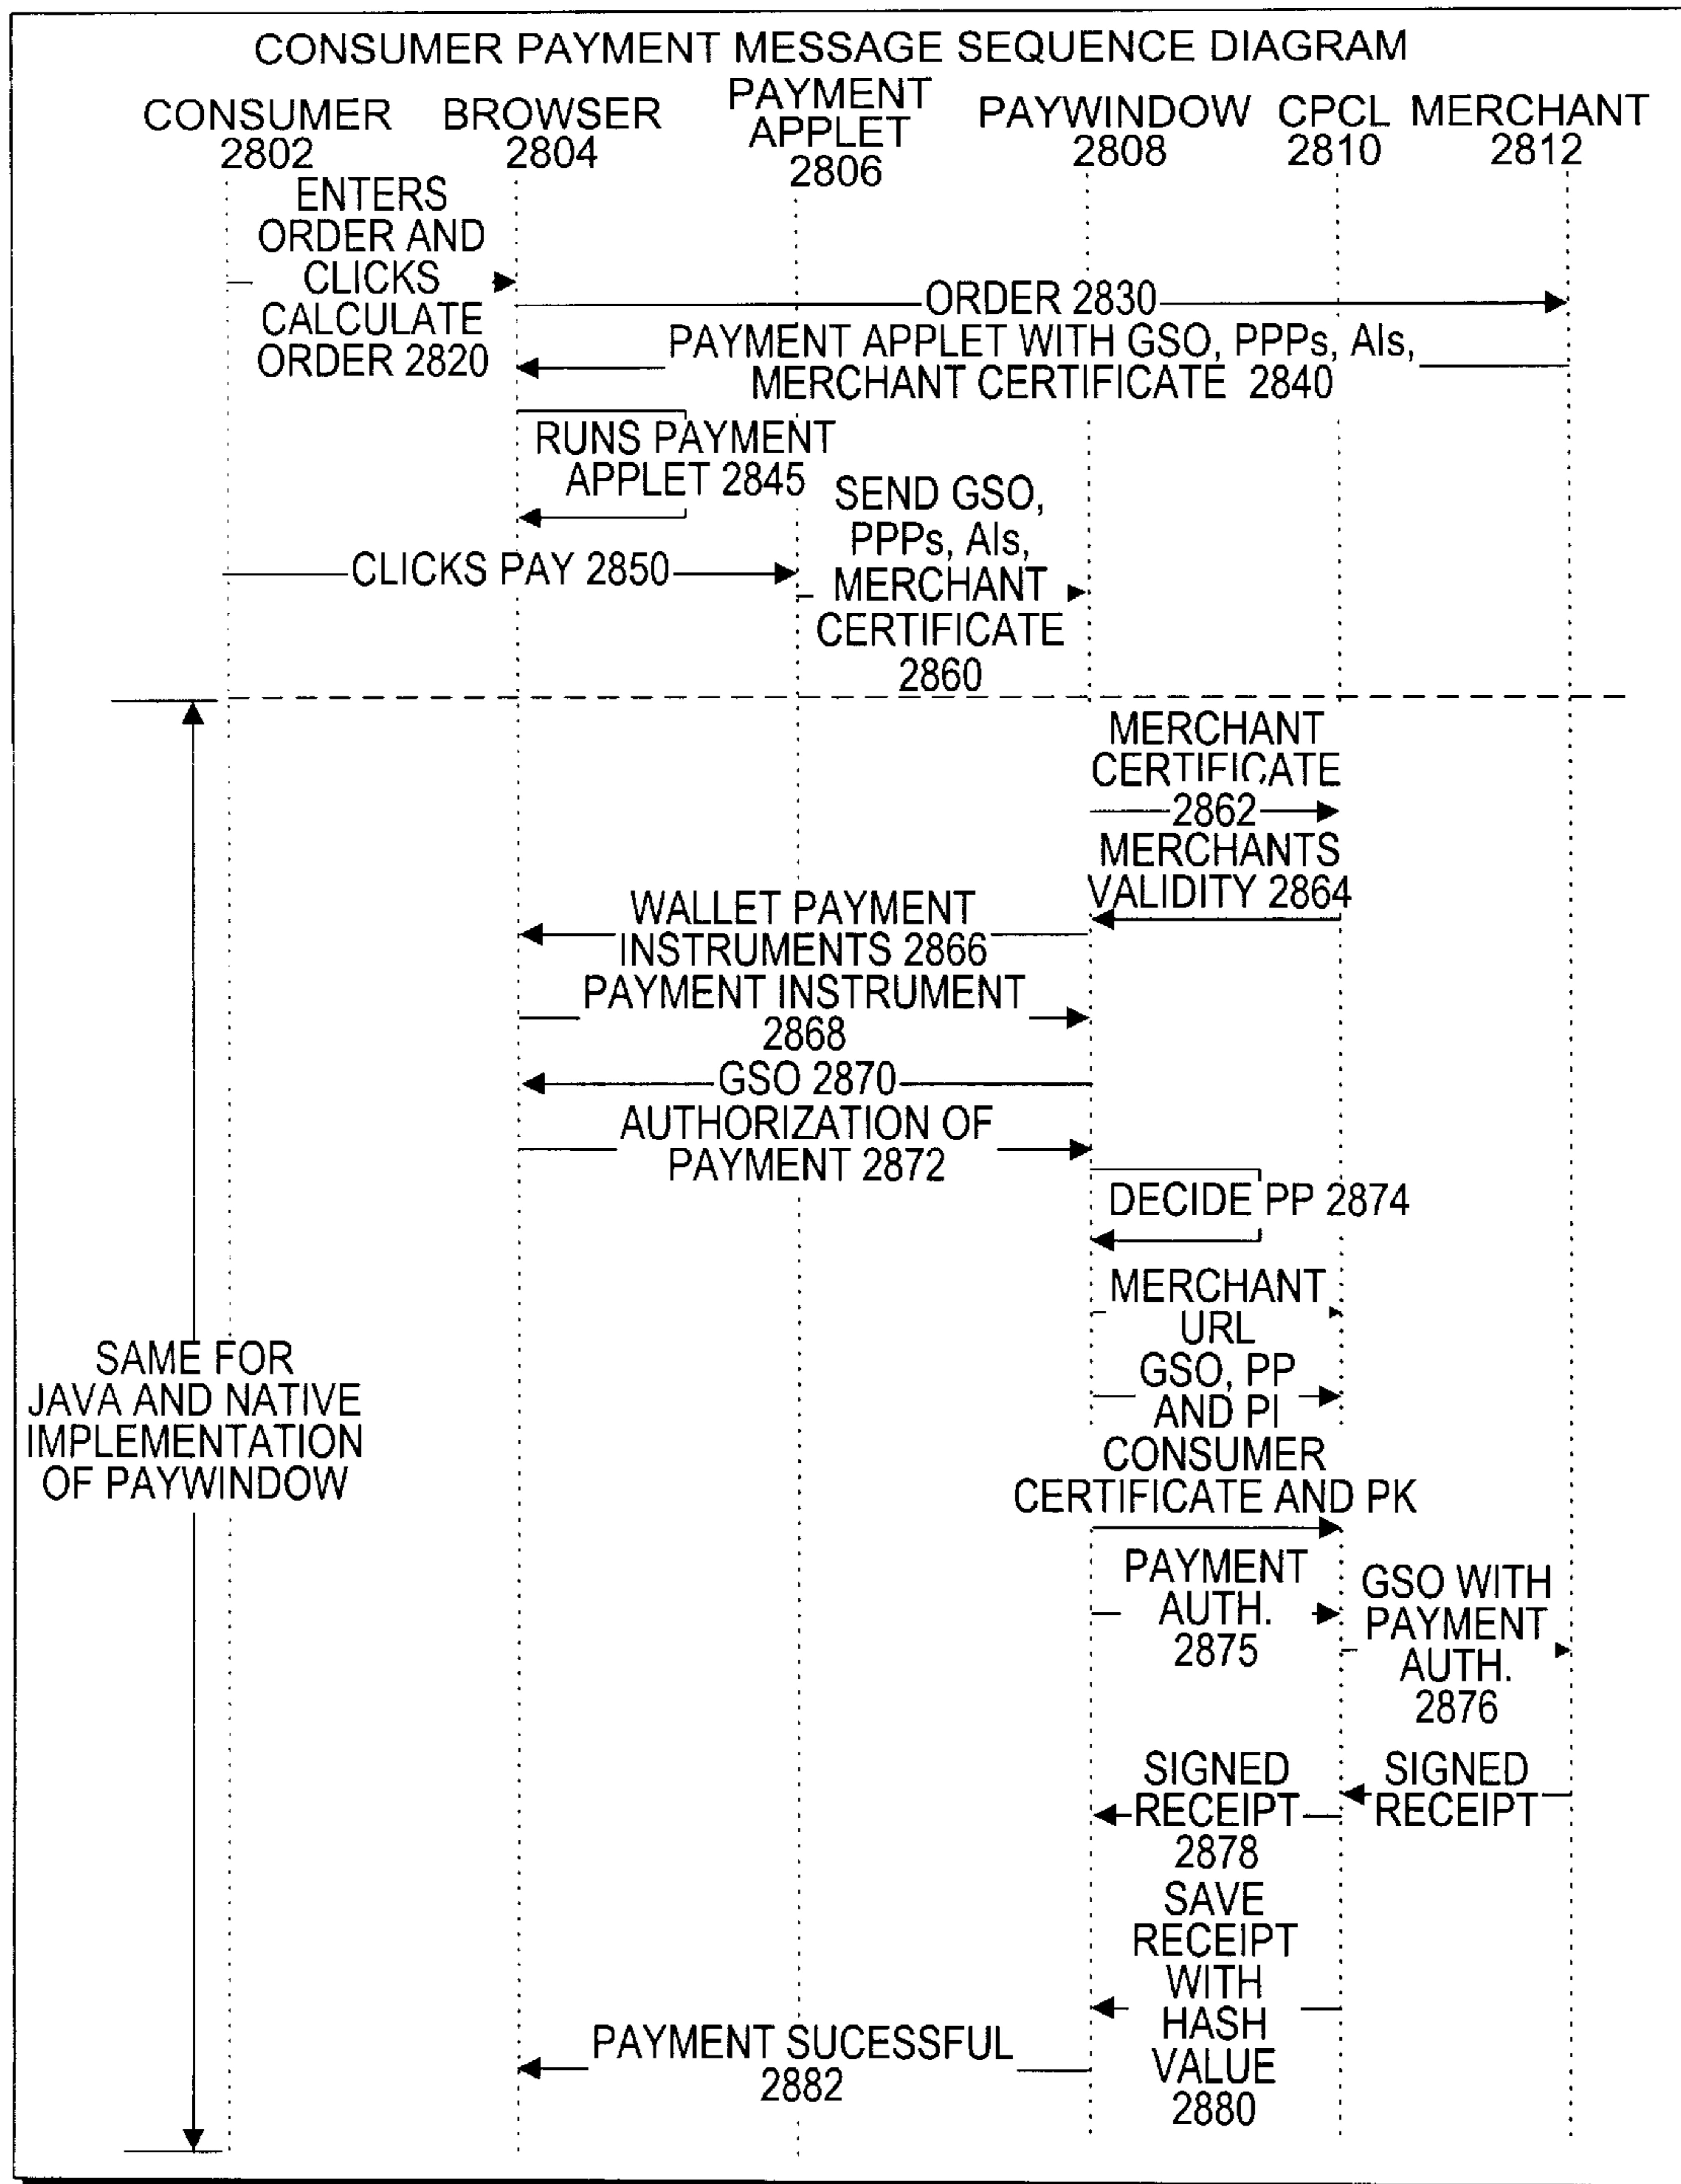 CONSUMER PAYMENT MESSAGE SEQUENCE DIAGRAM
CONSUMER
2802
BROWSER
2804
PAYMENT
APPLET
2806
PAYWINDOW
2808
CPCL
2810
MERCHANT
2812
ENTERS
ORDER AND
CLICKS
CALCULATE
ORDER 2820
ORDER 2830
PAYMENT APPLET WITH GSO, PPPs, AIs,
MERCHANT CERTIFICATE 2840
RUNS PAYMENT
APPLET 2845
CLICKS PAY 2850
SEND GSO,
PPPs, AIs,
MERCHANT
CERTIFICATE
2860
MERCHANT
CERTIFICATE
2862
MERCHANTS
VALIDITY 2864
WALLET PAYMENT
INSTRUMENTS 2866
PAYMENT INSTRUMENT
2868
GSO 2870
AUTHORIZATION OF
PAYMENT 2872
DECIDE PP 2874
MERCHANT
URL
GSO, PP
AND PI
CONSUMER
CERTIFICATE AND PK
SAME FOR
JAVA AND NATIVE
IMPLEMENTATION
OF PAYWINDOW
PAYMENT
AUTH.
2875
GSO WITH
PAYMENT
AUTH.
2876
SIGNED
RECEIPT
SIGNED
RECEIPT
2878
SAVE
RECEIPT
WITH
HASH
VALUE
2880
PAYMENT SUCESSFUL
2882